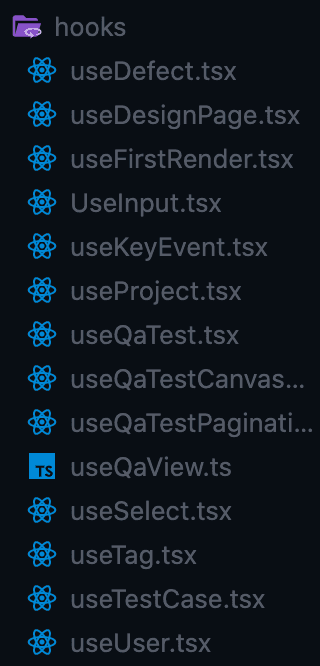 hooks
useDefect.tsx
useDesignPage.tsx
useFirstRender.tsx
UseInput.tsx
useKeyEvent.tsx
useProject.tsx
useQaTest.tsx
useQaTestCanvas...
useQaTestPaginati...
TS useQaView.ts
useSelect.tsx
useTag.tsx
useTestCase.tsx
useUser.tsx